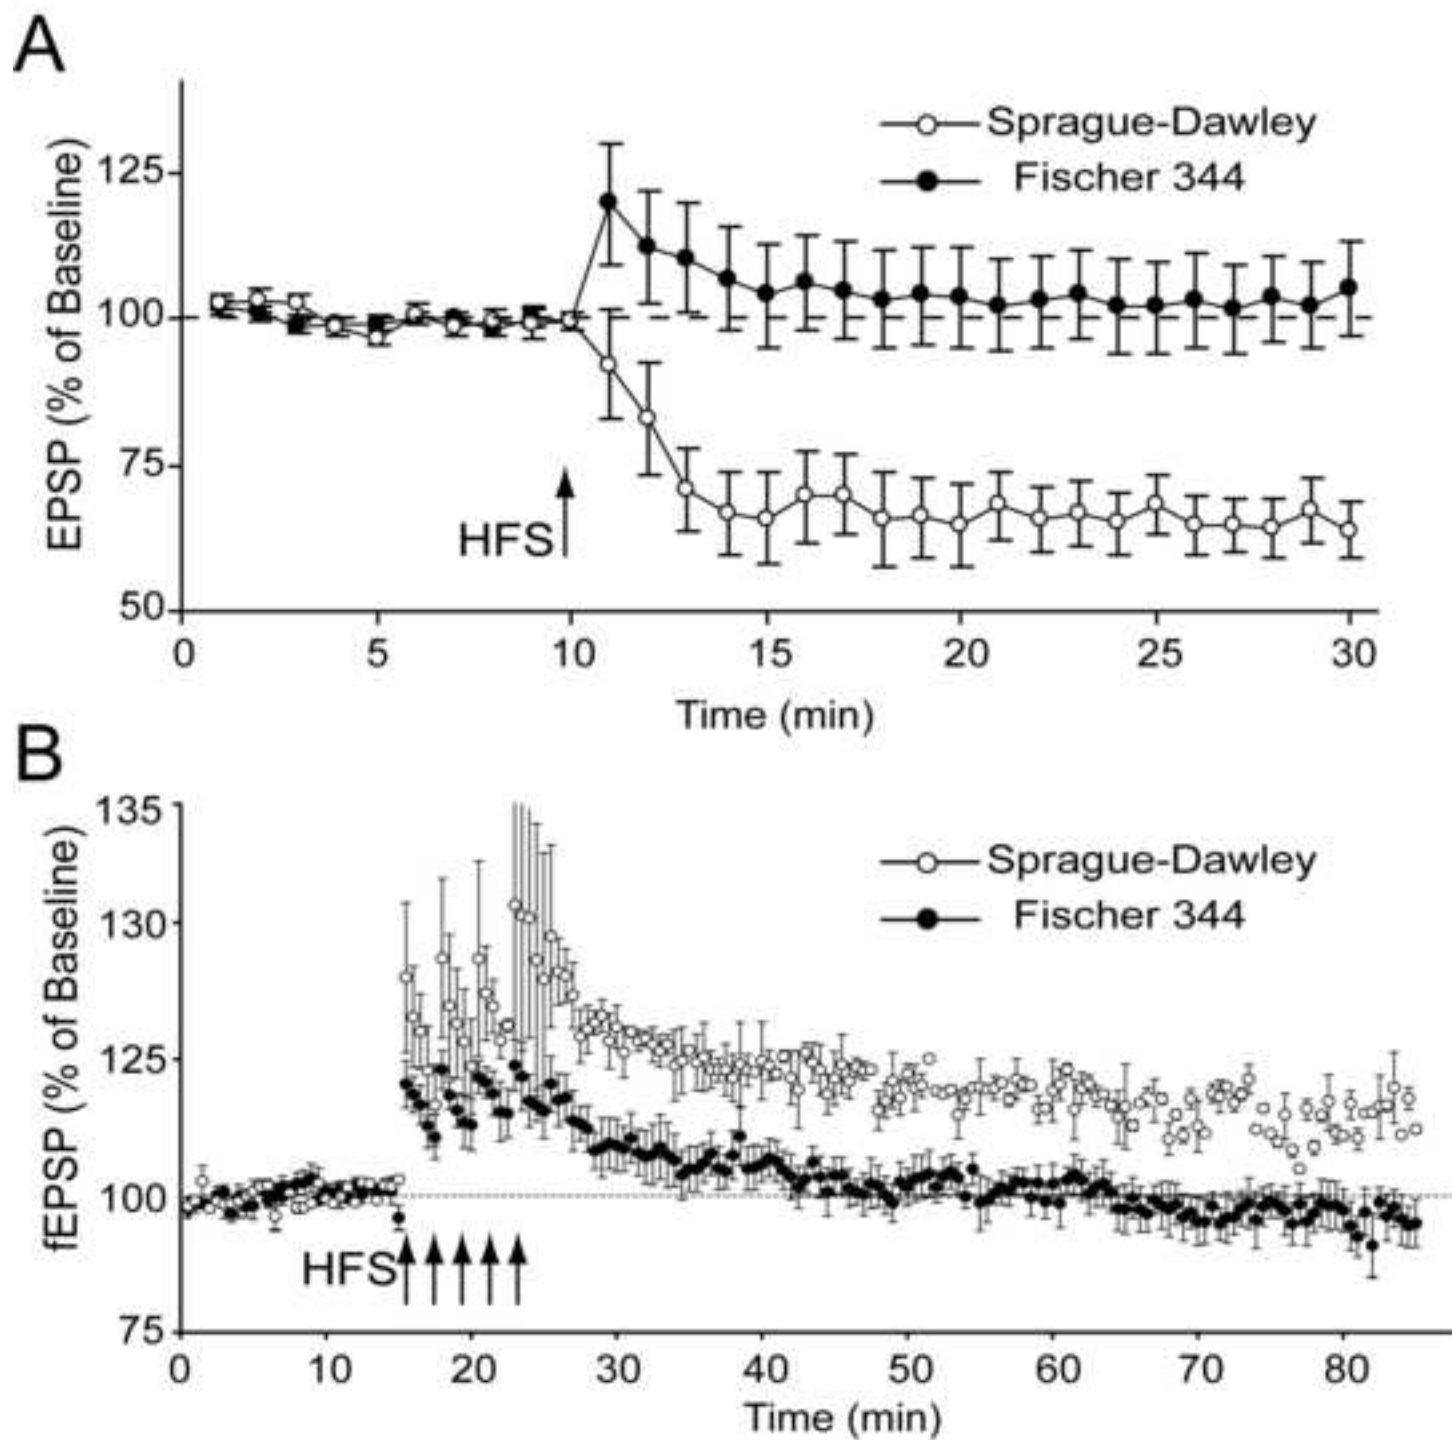 A
Sprague-Dawley
Fischer 344
EPSP (% of Baseline)
125
100
75
50
HFS
0 5 10 15 20 25 30
Time (min)
B
Sprague-Dawley
Fischer 344
fEPSP (% of Baseline)
135
130
125
100
75
HFS
0 10 20 30 40 50 60 70 80
Time (min)